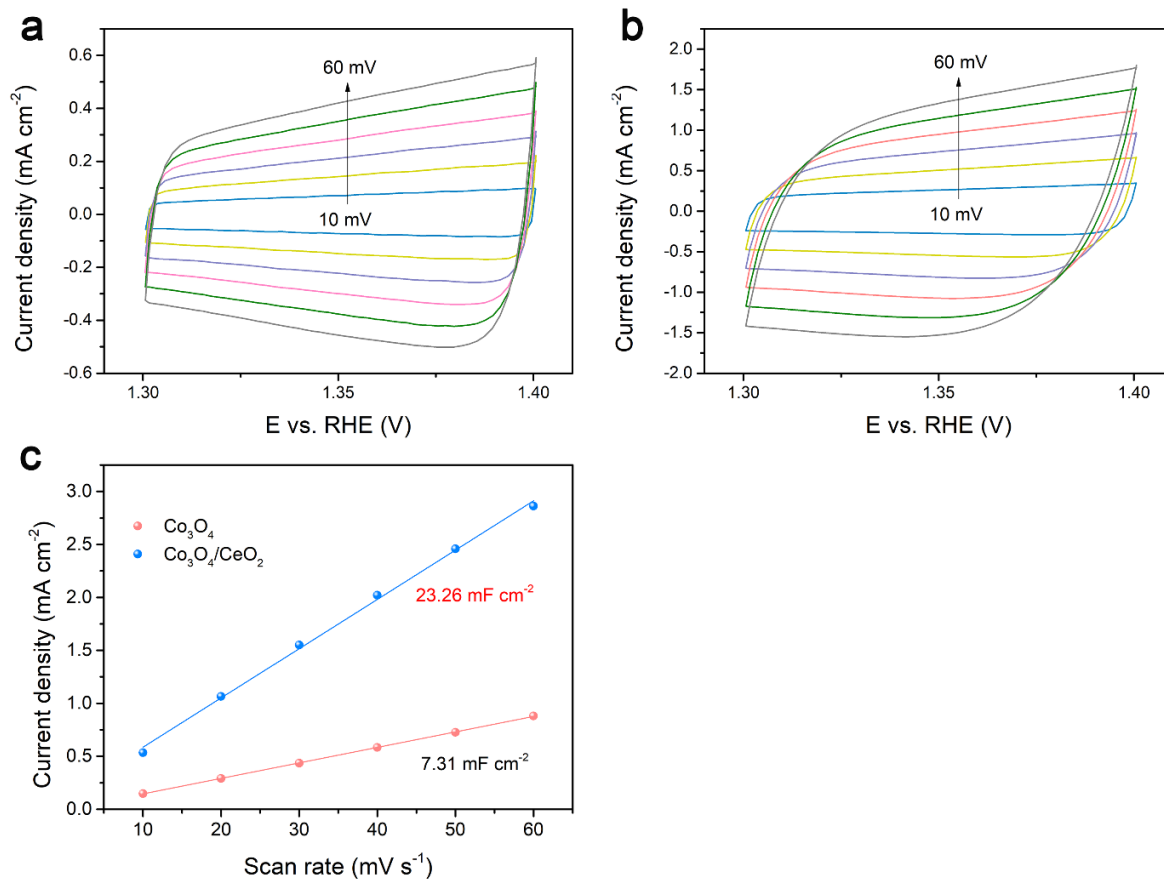 a
0.6
0.4
0.2
0.0
-0.2
-0.4
-0.6
60 mV
10 mV
1.30
1.35
1.40
E vs. RHE (V)
Current density (mA cm⁻²)
b
2.0
1.5
1.0
0.5
0.0
-0.5
-1.0
-1.5
-2.0
60 mV
10 mV
1.30
1.35
1.40
E vs. RHE (V)
Current density (mA cm⁻²)
c
3.0
2.5
2.0
1.5
1.0
0.5
0.0
Co₃O₄
Co₃O₄/CeO₂
23.26 mF cm⁻²
7.31 mF cm⁻²
10
20
30
40
50
60
Scan rate (mV s⁻¹)
Current density (mA cm⁻²)